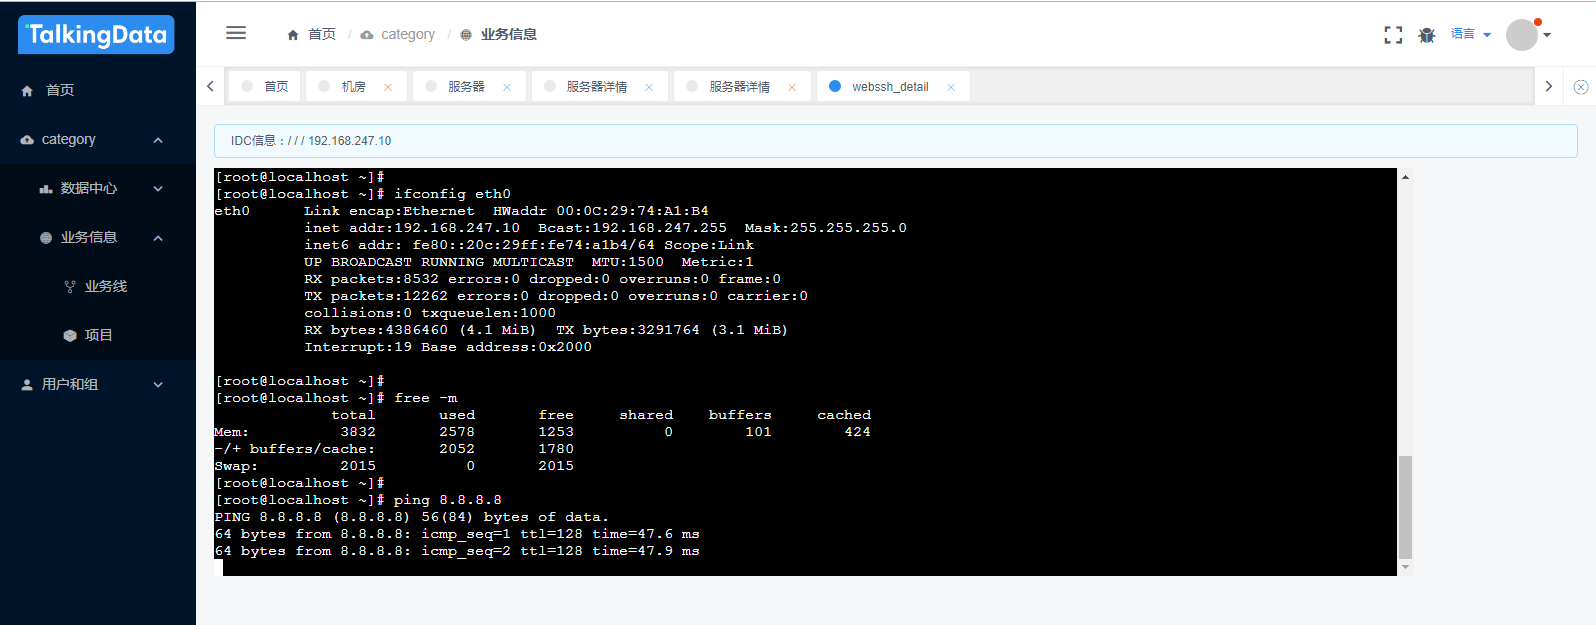 TalkingData
首页
category
数据中心
业务信息
业务线
项目
用户和组
首页 / category / 业务信息
语言
首页 机房 服务器 服务器详情 服务器详情 webssh_detail
IDC信息：/ / / 192.168.247.10
[root@localhost ~]#
[root@localhost ~]# ifconfig eth0
eth0      Link encap:Ethernet  HWaddr 00:0C:29:74:A1:B4
          inet addr:192.168.247.10  Bcast:192.168.247.255  Mask:255.255.255.0
          inet6 addr: fe80::20c:29ff:fe74:a1b4/64 Scope:Link
          UP BROADCAST RUNNING MULTICAST  MTU:1500  Metric:1
          RX packets:8532 errors:0 dropped:0 overruns:0 frame:0
          TX packets:12262 errors:0 dropped:0 overruns:0 carrier:0
          collisions:0 txqueuelen:1000
          RX bytes:4386460 (4.1 MiB)  TX bytes:3291764 (3.1 MiB)
          Interrupt:19 Base address:0x2000
[root@localhost ~]#
[root@localhost ~]# free -m
             total       used       free     shared    buffers     cached
Mem:          3832       2578       1253          0        101        424
-/+ buffers/cache:       2052       1780
Swap:         2015          0       2015
[root@localhost ~]#
[root@localhost ~]# ping 8.8.8.8
PING 8.8.8.8 (8.8.8.8) 56(84) bytes of data.
64 bytes from 8.8.8.8: icmp_seq=1 ttl=128 time=47.6 ms
64 bytes from 8.8.8.8: icmp_seq=2 ttl=128 time=47.9 ms